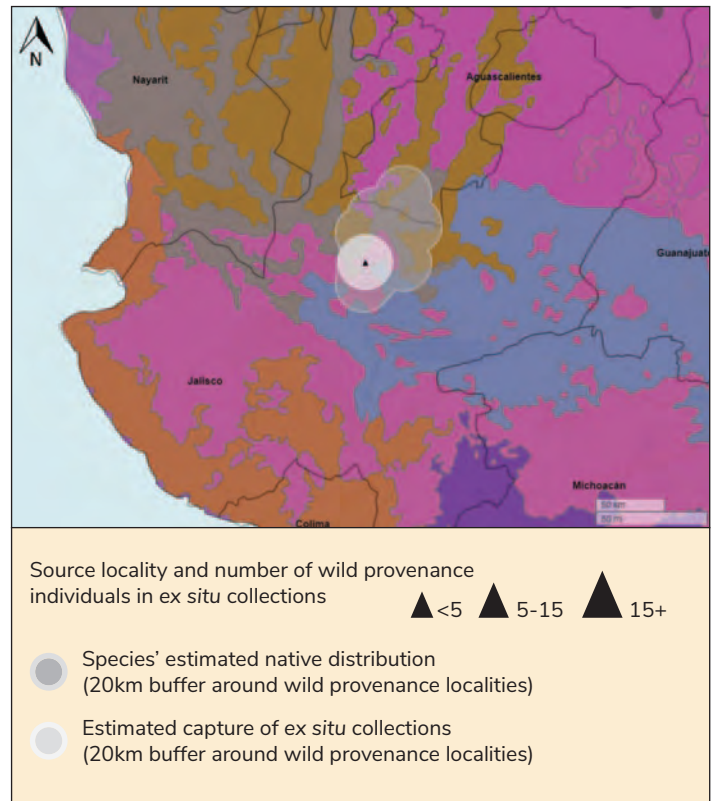 N
Nayarit
Aguascalientes
Guanajuato
Jalisco
Michoacán
Colima
50 km
50 mi
Source locality and number of wild provenance
individuals in ex situ collections
<5 5-15 15+
Species’ estimated native distribution
(20km buffer around wild provenance localities)
Estimated capture of ex situ collections
(20km buffer around wild provenance localities)